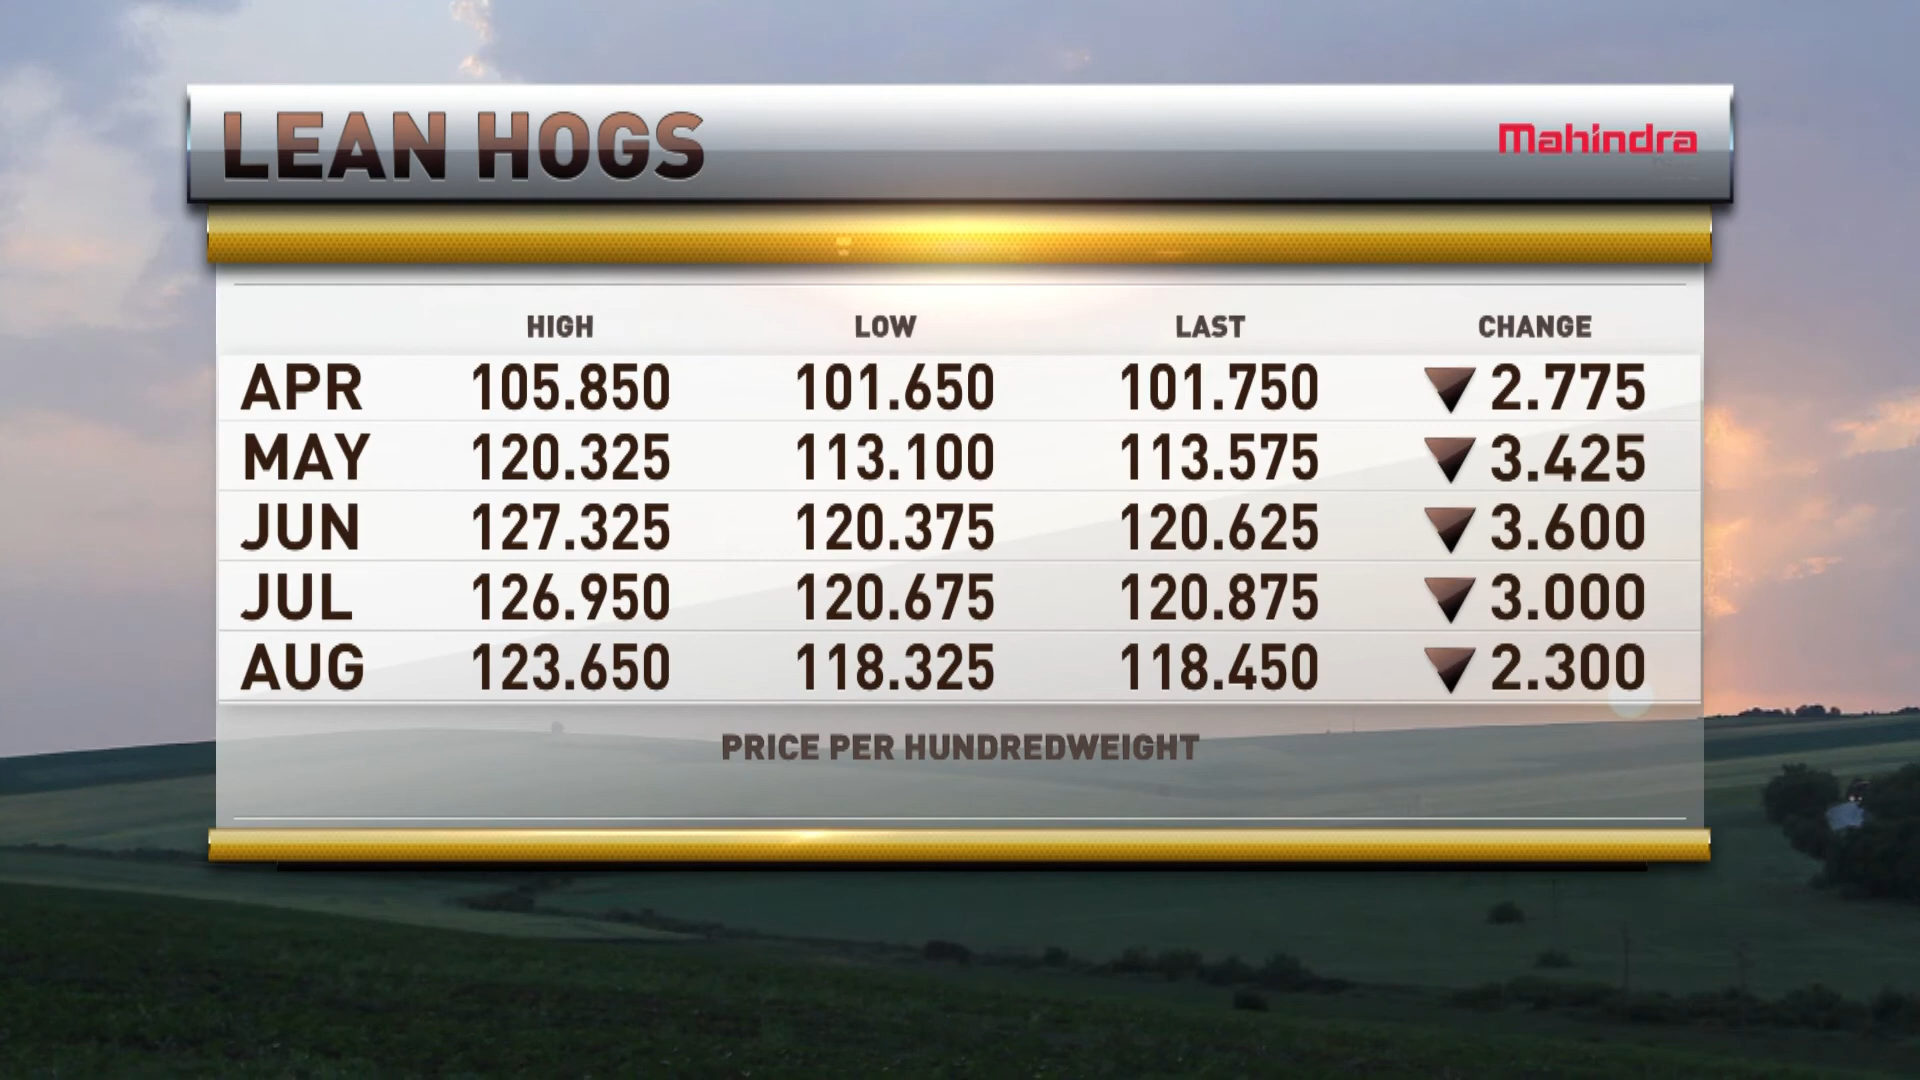 LEAN HOGS
Mahindra
HIGH LOW LAST CHANGE
APR 105.850 101.650 101.750 ▼ 2.775
MAY 120.325 113.100 113.575 ▼ 3.425
JUN 127.325 120.375 120.625 ▼ 3.600
JUL 126.950 120.675 120.875 ▼ 3.000
AUG 123.650 118.325 118.450 ▼ 2.300
PRICE PER HUNDREDWEIGHT